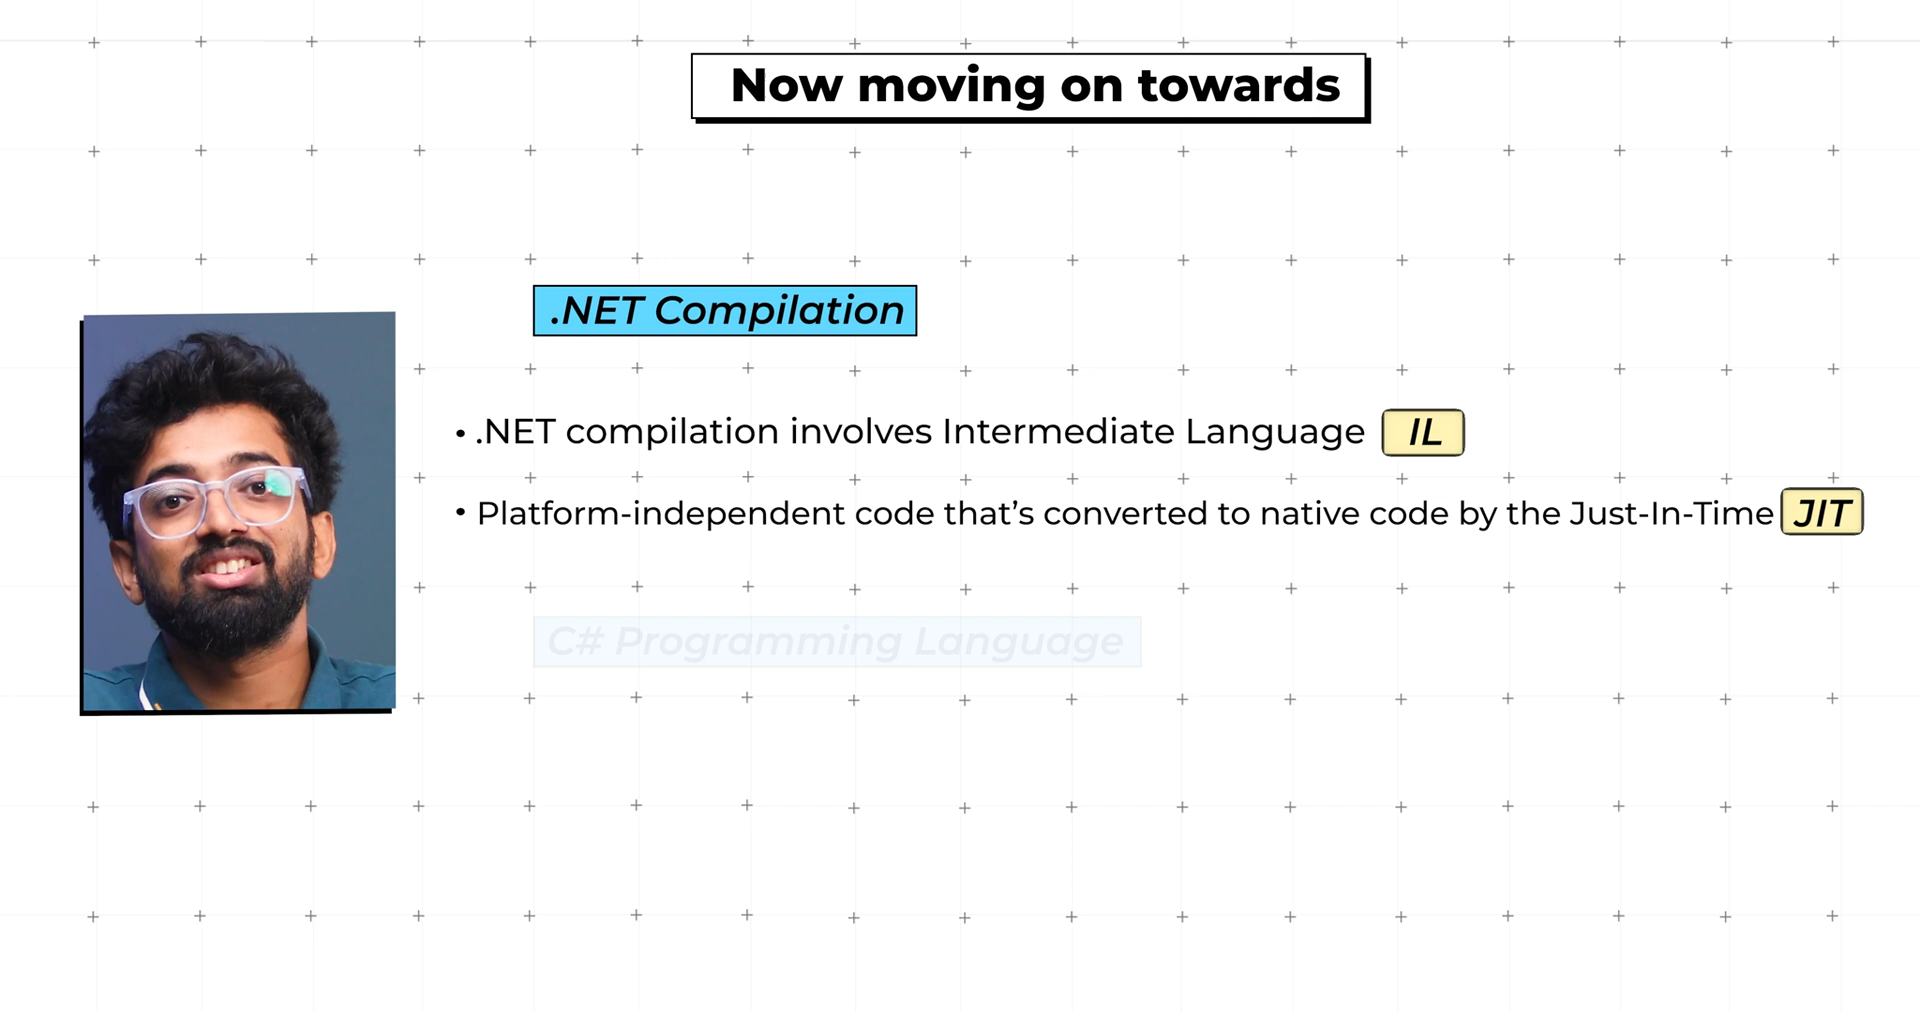 Now moving on towards
.NET Compilation
• .NET compilation involves Intermediate Language IL
• Platform-independent code that’s converted to native code by the Just-In-Time JIT
C# Programming Language